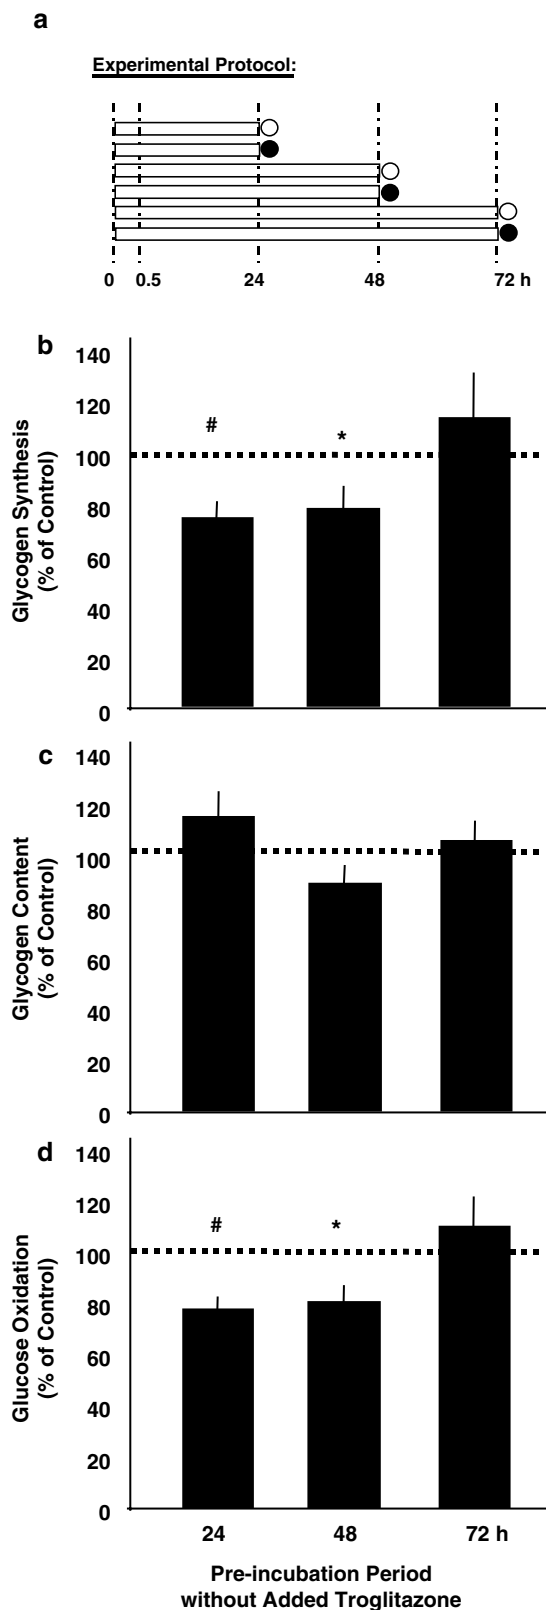 a
Experimental Protocol:
0 0.5 24 48 72 h
b
140
120
100
80
60
40
20
0
Glycogen Synthesis
(% of Control)
# *
c
140
120
100
80
60
40
20
0
Glycogen Content
(% of Control)
d
140
120
100
80
60
40
20
0
Glucose Oxidation
(% of Control)
# *
24 48 72 h
Pre-incubation Period
without Added Troglitazone